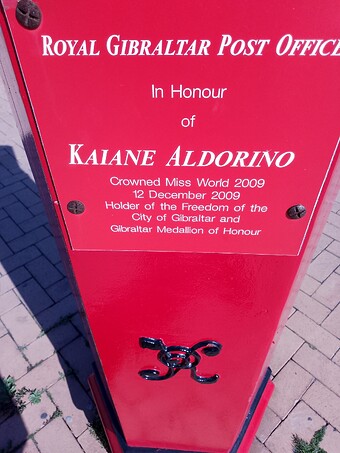 ROYAL GIBRALTAR POST OFFICE
In Honour
of
KAIANE ALDORINO
Crowned Miss World 2009
12 December 2009
Holder of the Freedom of the
City of Gibraltar and
Gibraltar Medallion of Honour